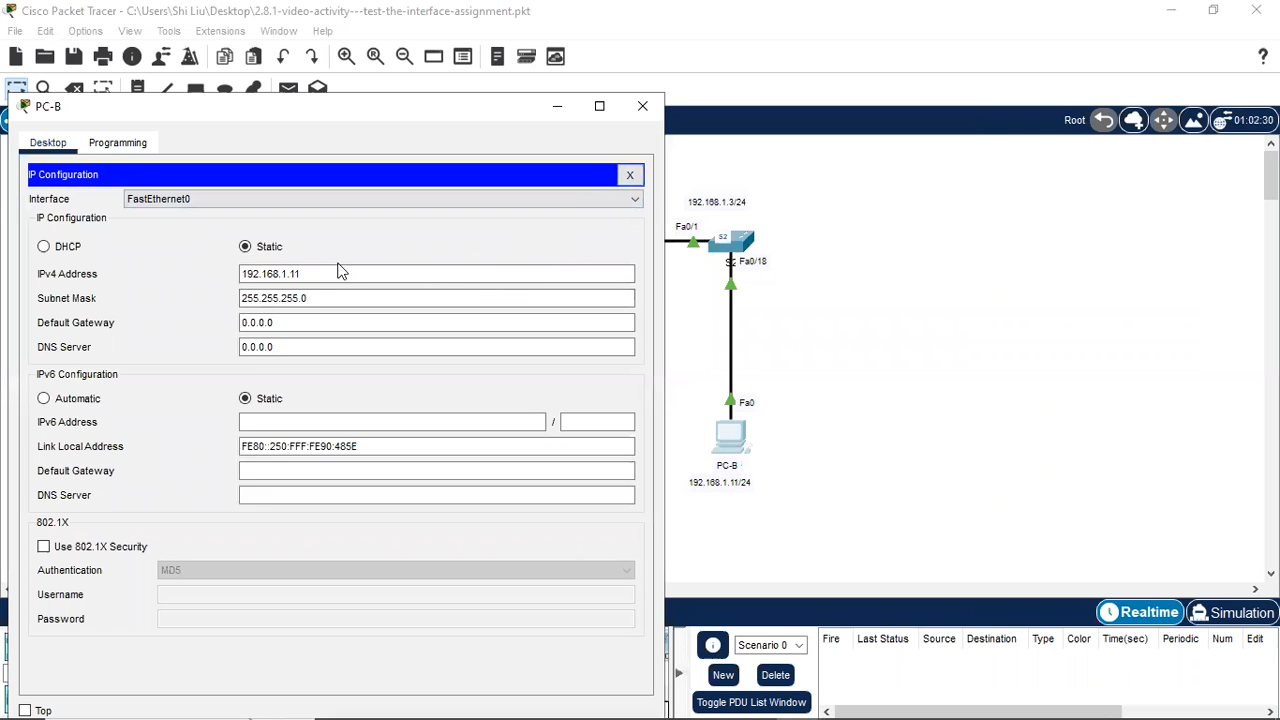 Cisco Packet Tracer - C:\Users\Shi Liu\Desktop\2.8.1-video-activity---test-the-interface-assignment.pkt
File Edit Options View Tools Extensions Window Help
PC-B
Root 01:02:30
Desktop Programming
IP Configuration X
Interface FastEthernet0
IP Configuration
DHCP Static
IPv4 Address 192.168.1.11
Subnet Mask 255.255.255.0
Default Gateway 0.0.0.0
DNS Server 0.0.0.0
IPv6 Configuration
Automatic Static
IPv6 Address /
Link Local Address FE80::250:FFF:FE90:485E
Default Gateway
DNS Server
802.1X
Use 802.1X Security
Authentication MD5
Username
Password
Top
192.168.1.3/24
Fa0/1
S2
S2 Fa0/18
Fa0
PC-B
192.168.1.11/24
Realtime Simulation
Scenario 0
New Delete
Toggle PDU List Window
Fire Last Status Source Destination Type Color Time(sec) Periodic Num Edit